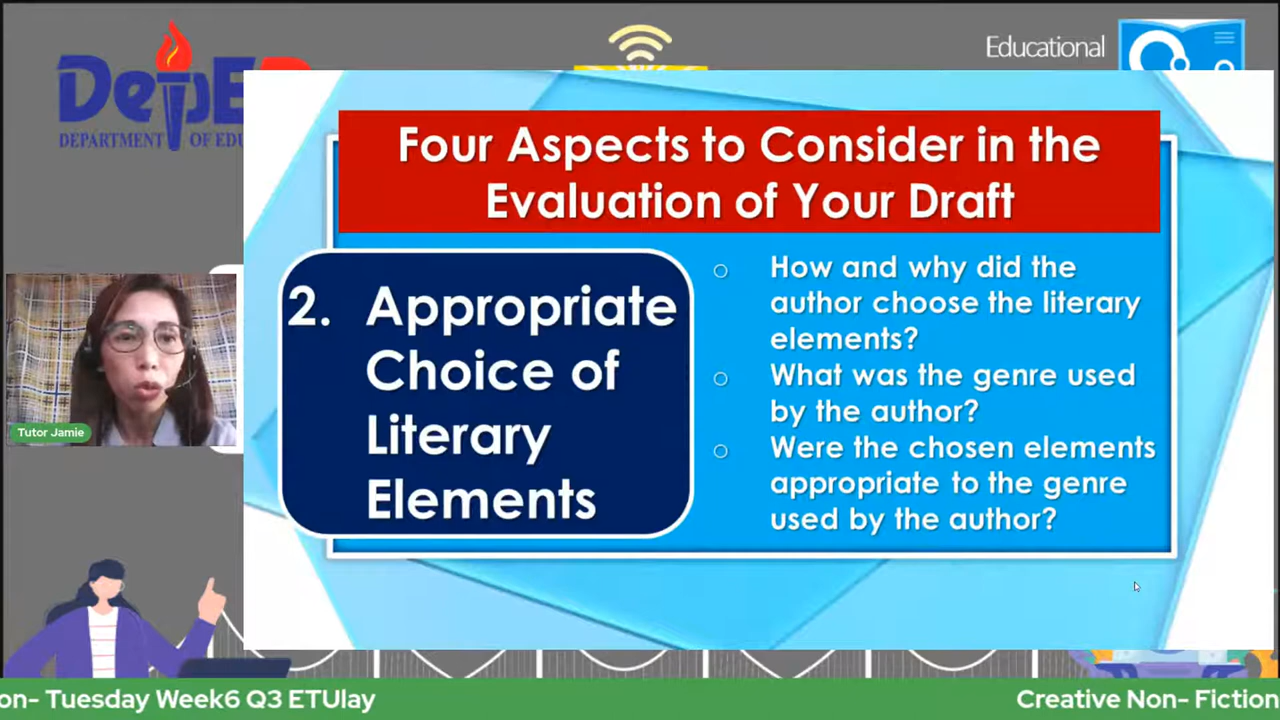 DepE
DEPARTMENT OF EDU
Educational
Four Aspects to Consider in the
Evaluation of Your Draft
2. Appropriate
Choice of
Literary
Elements
○ How and why did the
author choose the literary
elements?
○ What was the genre used
by the author?
○ Were the chosen elements
appropriate to the genre
used by the author?
Tutor Jamie
on- Tuesday Week6 Q3 ETUlay
Creative Non- Fiction